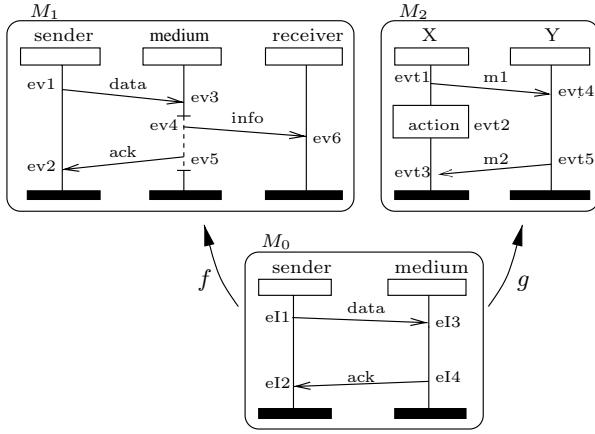 M1
sender medium receiver
ev1 data ev3
ev4 info ev6
ev2 ack ev5
M2
X Y
evt1 m1 evt4
action evt2
evt3 m2 evt5
f g
M0
sender medium
eI1 data eI3
eI2 ack eI4